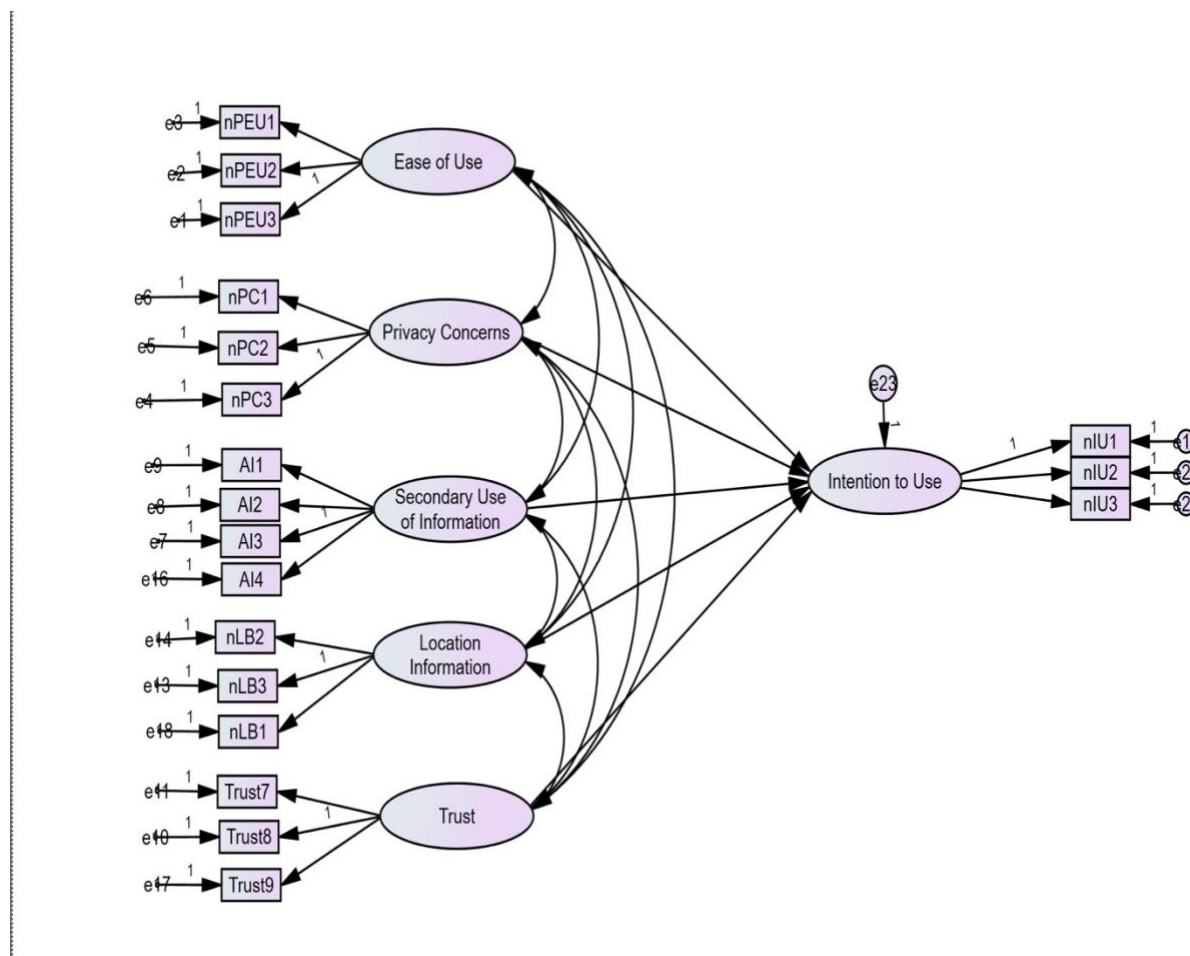 e3 1 nPEU1
e2 1 nPEU2
1
e1 1 nPEU3
Ease of Use
e6 1 nPC1
e5 1 nPC2
1
e4 1 nPC3
Privacy Concerns
e9 1 AI1
e8 1 AI2
1
e7 1 AI3
e16 1 AI4
Secondary Use
of Information
e14 1 nLB2
1
e13 1 nLB3
e18 1 nLB1
Location
Information
e11 1 Trust7
1
e10 1 Trust8
e17 1 Trust9
Trust
e23
1
Intention to Use
1
nIU1 1
nIU2 1
nIU3 1